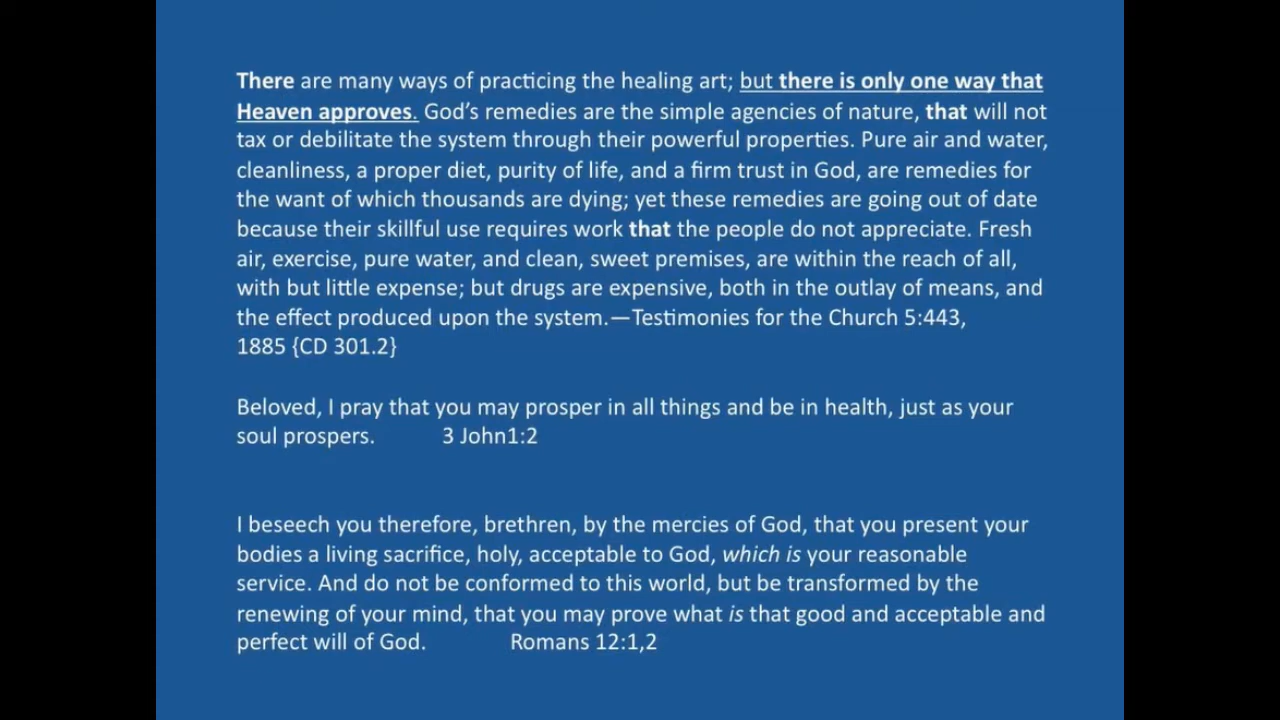 There are many ways of practicing the healing art; but there is only one way that
Heaven approves. God’s remedies are the simple agencies of nature, that will not
tax or debilitate the system through their powerful properties. Pure air and water,
cleanliness, a proper diet, purity of life, and a firm trust in God, are remedies for
the want of which thousands are dying; yet these remedies are going out of date
because their skillful use requires work that the people do not appreciate. Fresh
air, exercise, pure water, and clean, sweet premises, are within the reach of all,
with but little expense; but drugs are expensive, both in the outlay of means, and
the effect produced upon the system.—Testimonies for the Church 5:443,
1885 {CD 301.2}
Beloved, I pray that you may prosper in all things and be in health, just as your
soul prospers. 3 John1:2
I beseech you therefore, brethren, by the mercies of God, that you present your
bodies a living sacrifice, holy, acceptable to God, which is your reasonable
service. And do not be conformed to this world, but be transformed by the
renewing of your mind, that you may prove what is that good and acceptable and
perfect will of God. Romans 12:1,2